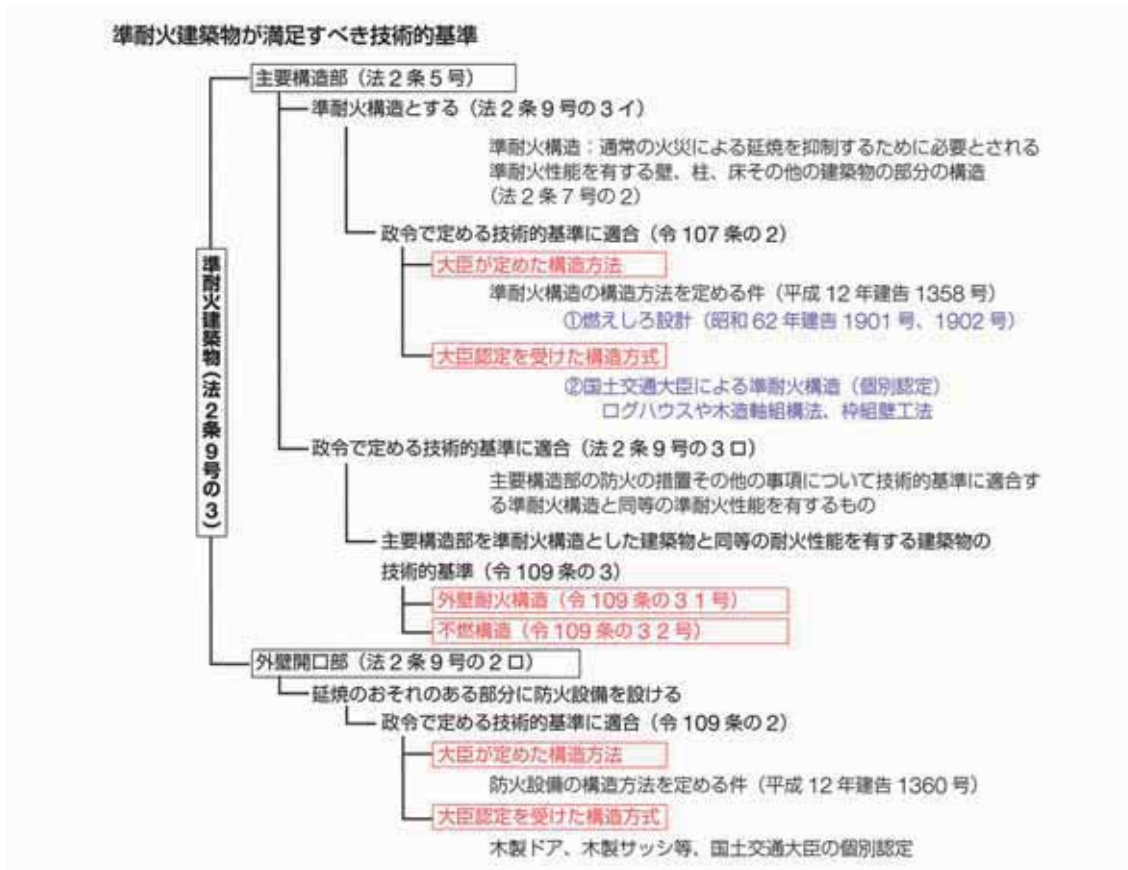 準耐火建築物が満足すべき技術的基準
主要構造部（法2条5号）
準耐火構造とする（法2条9号の3イ）
準耐火構造：通常の火災による延焼を抑制するために必要とされる
準耐火性能を有する壁、柱、床その他の建築物の部分の構造
（法2条7号の2）
政令で定める技術的基準に適合（令107条の2）
大臣が定めた構造方法
準耐火構造の構造方法を定める件（平成12年建告1358号）
①燃えしろ設計（昭和62年建告1901号、1902号）
大臣認定を受けた構造方式
②国土交通大臣による準耐火構造（個別認定）
ログハウスや木造軸組構法、枠組壁工法
準耐火建築物（法2条9号の3）
政令で定める技術的基準に適合（法2条9号の3ロ）
主要構造部の防火の措置その他の事項について技術的基準に適合す
る準耐火構造と同等の準耐火性能を有するもの
主要構造部を準耐火構造とした建築物と同等の耐火性能を有する建築物の
技術的基準（令109条の3）
外壁耐火構造（令109条の3 1号）
不燃構造（令109条の3 2号）
外壁開口部（法2条9号の2ロ）
延焼のおそれのある部分に防火設備を設ける
政令で定める技術的基準に適合（令109条の2）
大臣が定めた構造方法
防火設備の構造方法を定める件（平成12年建告1360号）
大臣認定を受けた構造方式
木製ドア、木製サッシ等、国土交通大臣の個別認定